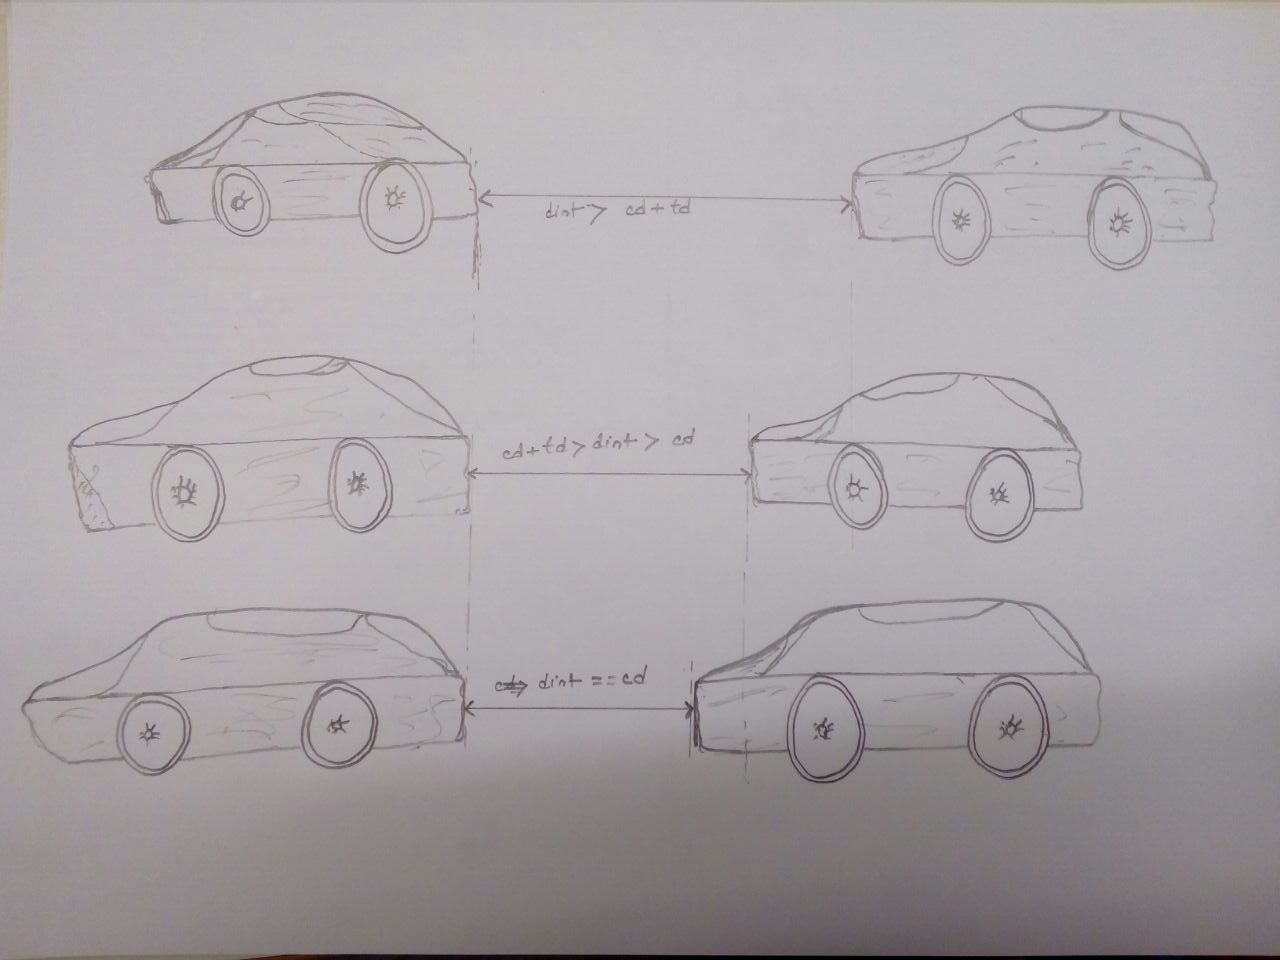 dint > cd+td
cd+td > dint > cd
dint == cd